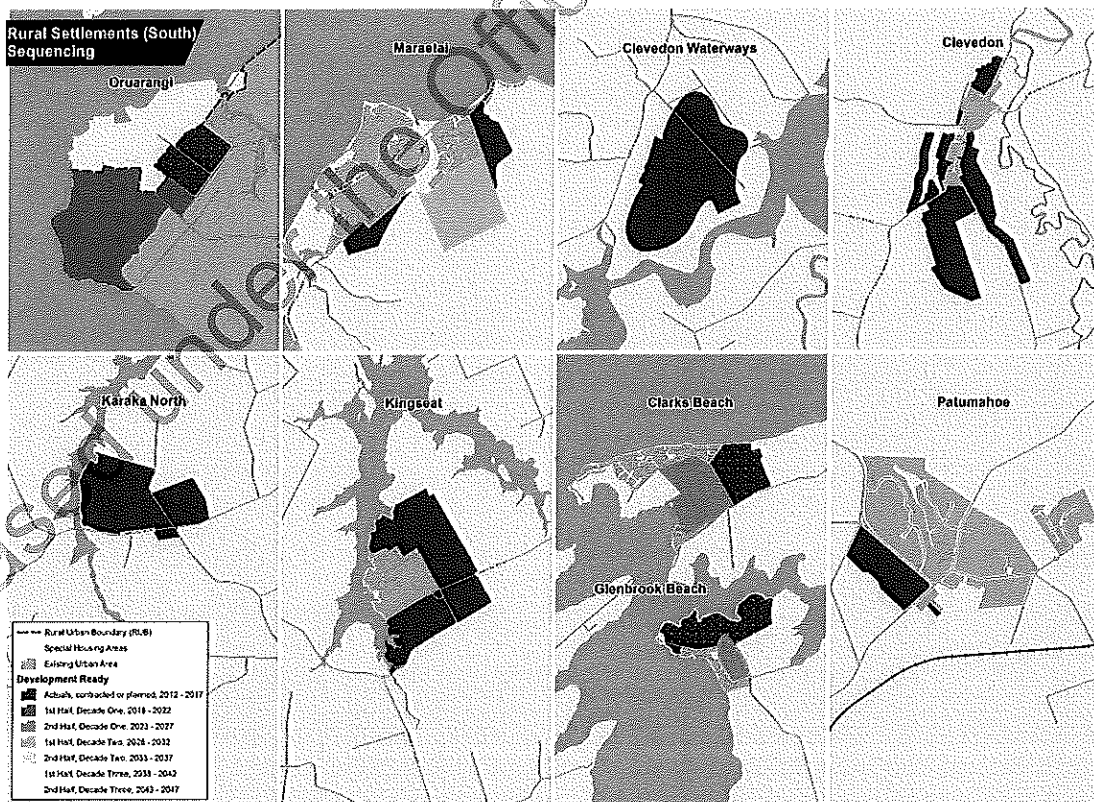 Rural Settlements (South)
Sequencing
Oruarangi
Maraetai
Clevedon Waterways
Clevedon
Karaka North
Kingseat
Clarks Beach
Glenbrook Beach
Patumahoe
Rural Urban Boundary (RUB)
Special Housing Areas
Existing Urban Area
Development Ready
Actuals, contracted or planned, 2012 - 2017
1st Half, Decade One, 2018 - 2022
2nd Half, Decade One, 2023 - 2027
1st Half, Decade Two, 2028 - 2032
2nd Half, Decade Two, 2033 - 2037
1st Half, Decade Three, 2038 - 2042
2nd Half, Decade Three, 2043 - 2047
under the Offi